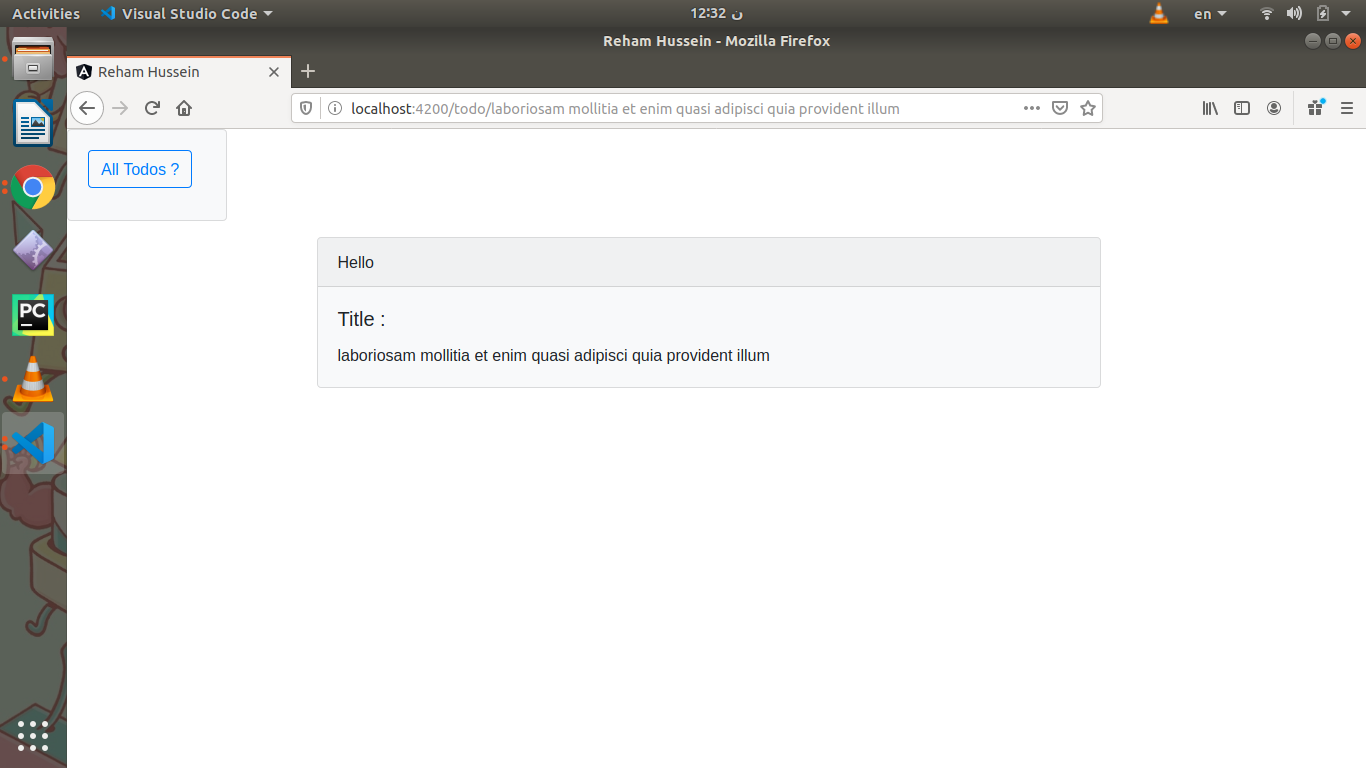 Activities Visual Studio Code 12:32 ن en
Reham Hussein - Mozilla Firefox
Reham Hussein
localhost:4200/todo/laboriosam mollitia et enim quasi adipisci quia provident illum
All Todos ?
Hello
Title :
laboriosam mollitia et enim quasi adipisci quia provident illum
PC